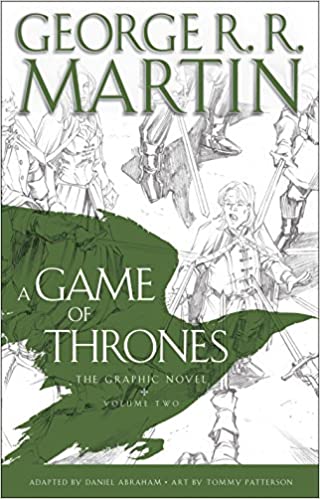 GEORGE R. R.
MARTIN
A GAME
OF
THRONES
THE GRAPHIC NOVEL
VOLUME TWO
ADAPTED BY DANIEL ABRAHAM · ART BY TOMMY PATTERSON